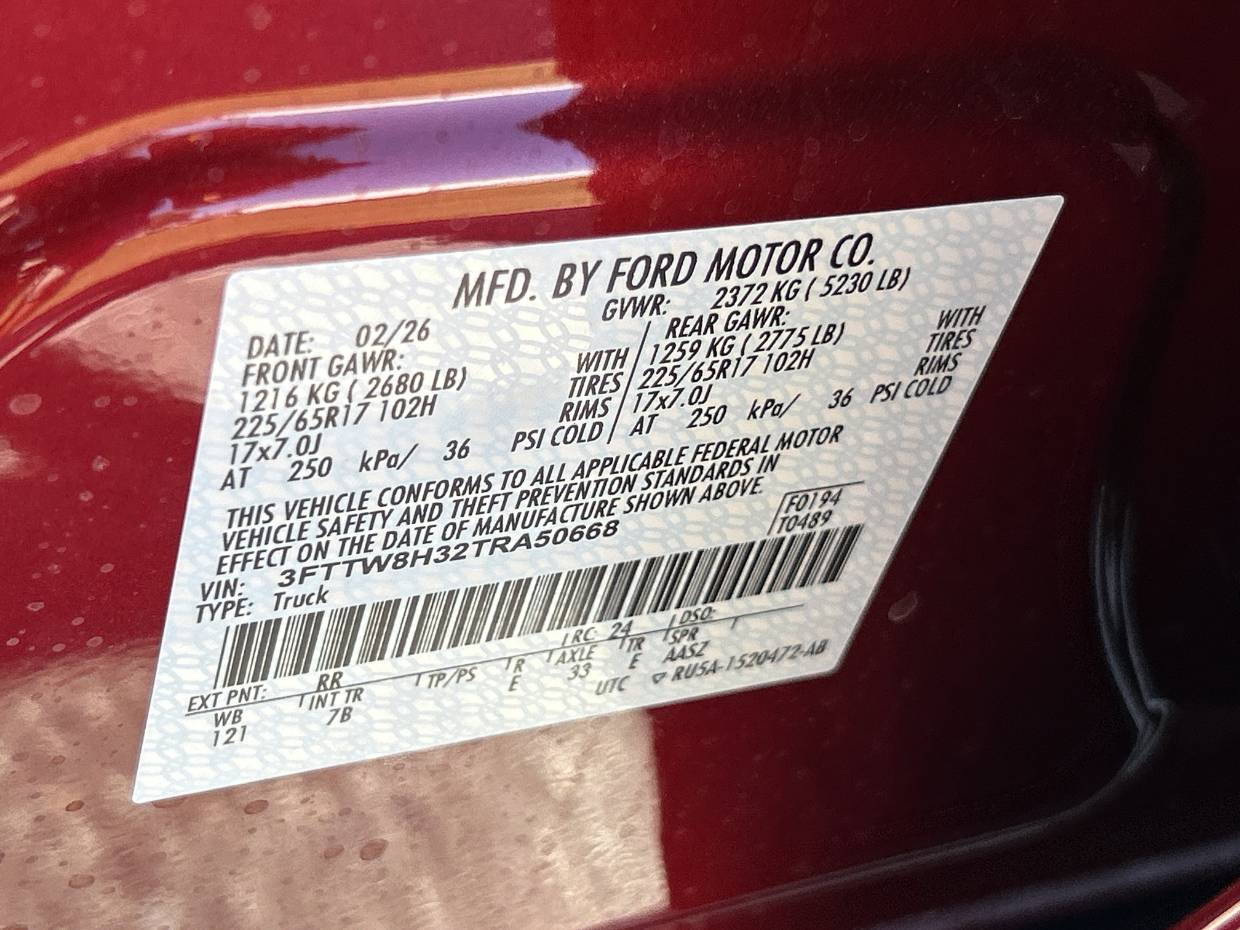 MFD. BY FORD MOTOR CO.
DATE: 02/26 GVWR: 2372 KG ( 5230 LB)
FRONT GAWR: REAR GAWR:
1216 KG ( 2680 LB) WITH 1259 KG ( 2775 LB) WITH
225/65R17 102H TIRES 225/65R17 102H TIRES
17x7.0J RIMS 17x7.0J RIMS
AT 250 kPa/ 36 PSI COLD AT 250 kPa/ 36 PSI COLD
THIS VEHICLE CONFORMS TO ALL APPLICABLE FEDERAL MOTOR
VEHICLE SAFETY AND THEFT PREVENTION STANDARDS IN
EFFECT ON THE DATE OF MANUFACTURE SHOWN ABOVE.
VIN: 3FTTW8H32TRA50668 F0194
TYPE: Truck T0489
EXT PNT: RR RC: 24 DSO:
WB INT TR TP/PS R AXLE TR SPR
121 7B E 33 E AASZ
UTC ▽ RU5A-1520472-AB